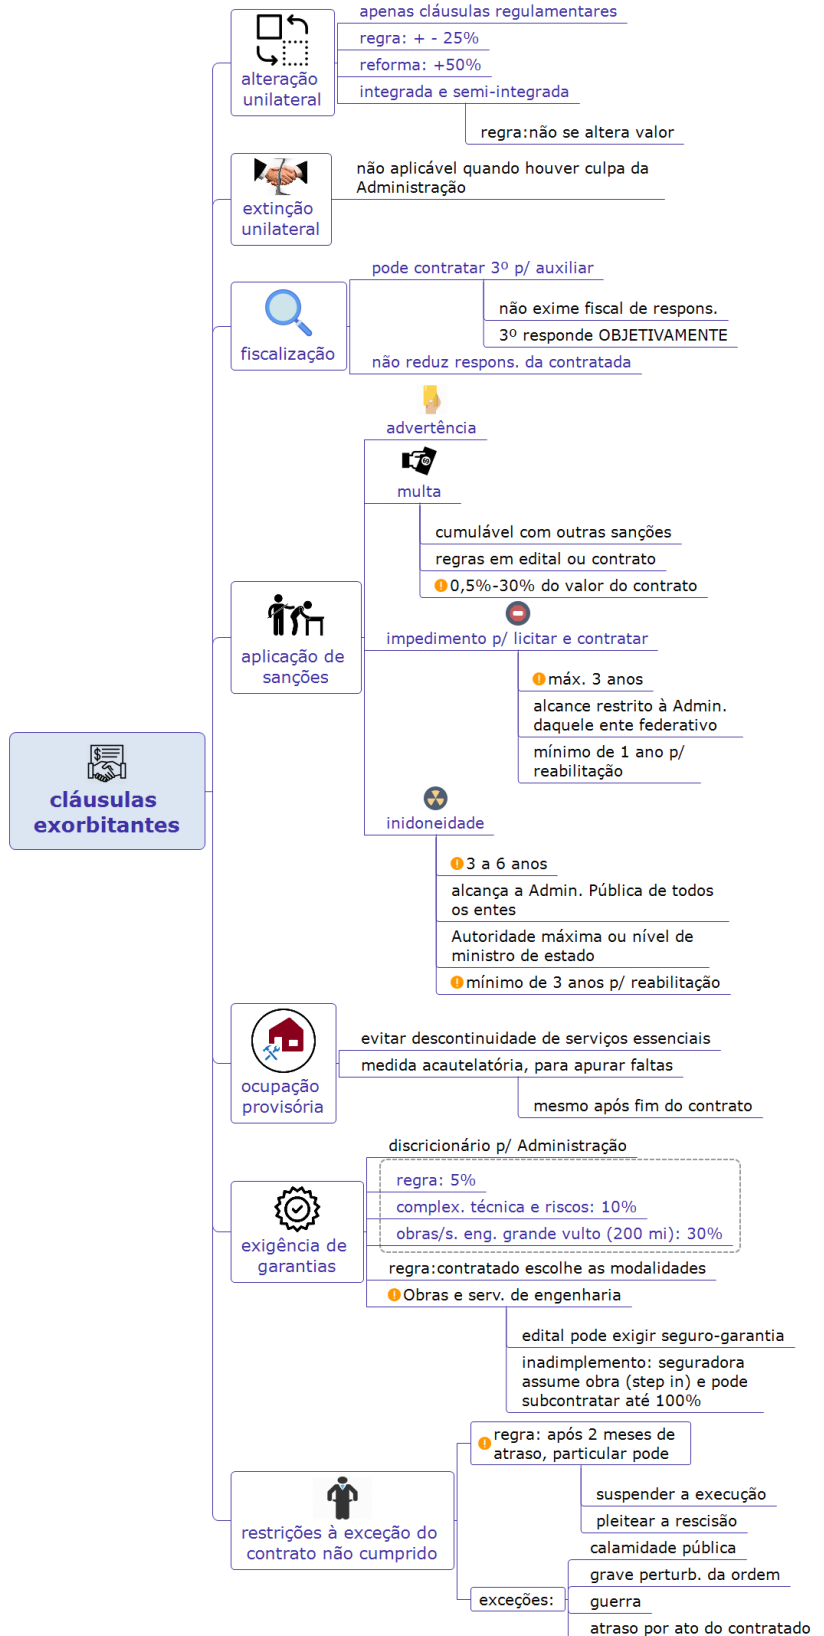 cláusulas
exorbitantes
alteração
unilateral
apenas cláusulas regulamentares
regra: + - 25%
reforma: +50%
integrada e semi-integrada
regra:não se altera valor
extinção
unilateral
não aplicável quando houver culpa da
Administração
fiscalização
pode contratar 3º p/ auxiliar
não exime fiscal de respons.
3º responde OBJETIVAMENTE
não reduz respons. da contratada
aplicação de
sanções
advertência
multa
cumulável com outras sanções
regras em edital ou contrato
0,5%-30% do valor do contrato
impedimento p/ licitar e contratar
máx. 3 anos
alcance restrito à Admin.
daquele ente federativo
mínimo de 1 ano p/
reabilitação
inidoneidade
3 a 6 anos
alcança a Admin. Pública de todos
os entes
Autoridade máxima ou nível de
ministro de estado
mínimo de 3 anos p/ reabilitação
ocupação
provisória
evitar descontinuidade de serviços essenciais
medida acautelatória, para apurar faltas
mesmo após fim do contrato
exigência de
garantias
discricionário p/ Administração
regra: 5%
complex. técnica e riscos: 10%
obras/s. eng. grande vulto (200 mi): 30%
regra:contratado escolhe as modalidades
Obras e serv. de engenharia
edital pode exigir seguro-garantia
inadimplemento: seguradora
assume obra (step in) e pode
subcontratar até 100%
restrições à exceção do
contrato não cumprido
regra: após 2 meses de
atraso, particular pode
suspender a execução
pleitear a rescisão
exceções:
calamidade pública
grave perturb. da ordem
guerra
atraso por ato do contratado